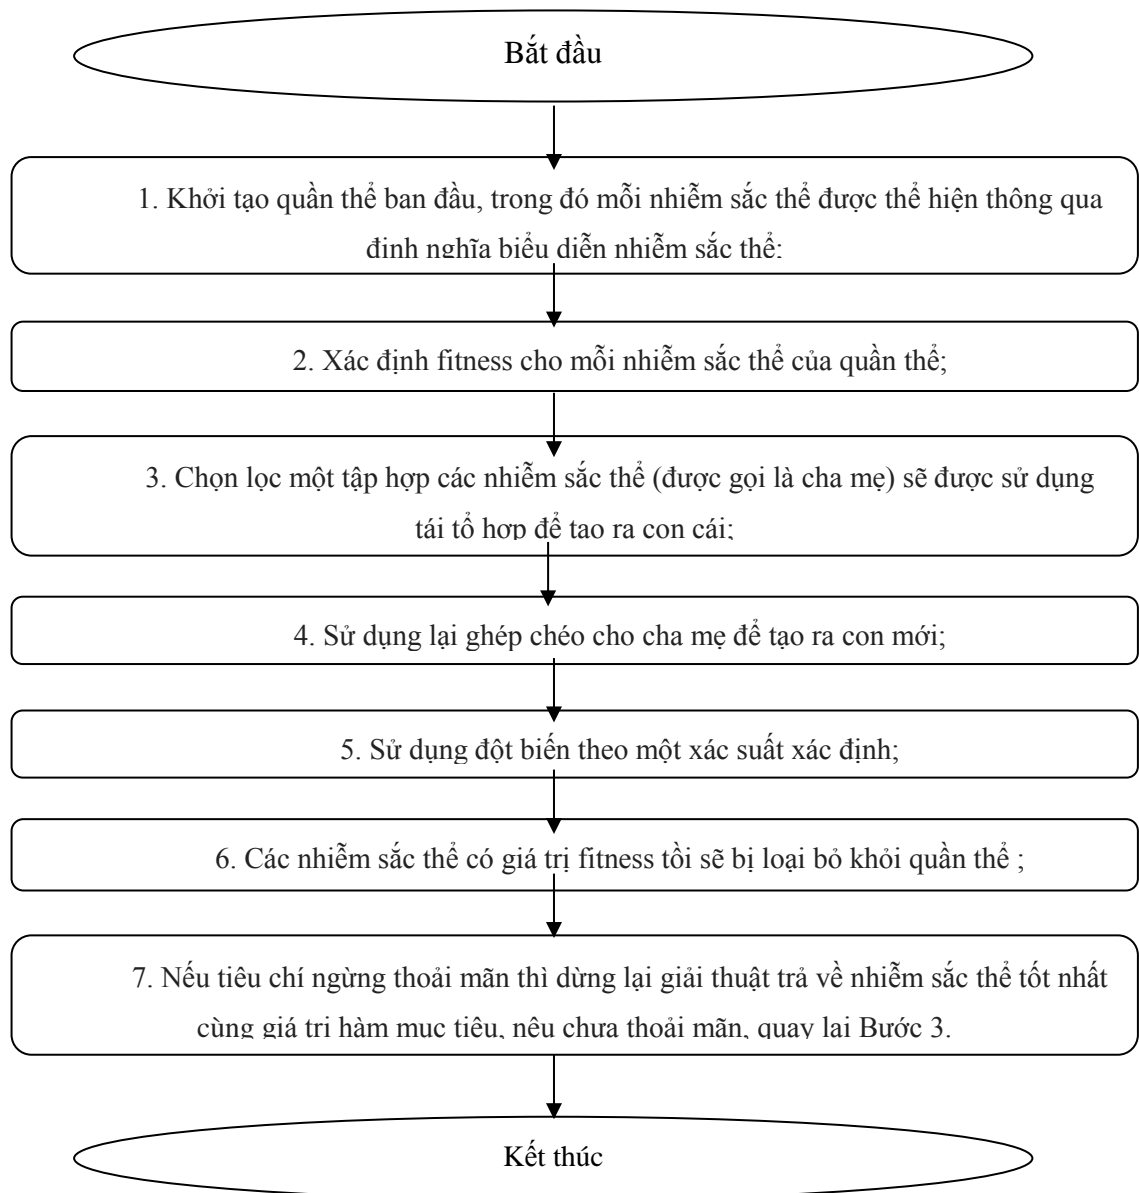 Bắt đầu
1. Khởi tạo quần thể ban đầu, trong đó mỗi nhiễm sắc thể được thể hiện thông qua
định nghĩa biểu diễn nhiễm sắc thể;
2. Xác định fitness cho mỗi nhiễm sắc thể của quần thể;
3. Chọn lọc một tập hợp các nhiễm sắc thể (được gọi là cha mẹ) sẽ được sử dụng
tái tổ hợp để tạo ra con cái;
4. Sử dụng lại ghép chéo cho cha mẹ để tạo ra con mới;
5. Sử dụng đột biến theo một xác suất xác định;
6. Các nhiễm sắc thể có giá trị fitness tồi sẽ bị loại bỏ khỏi quần thể ;
7. Nếu tiêu chí ngừng thoải mãn thì dừng lại giải thuật trả về nhiễm sắc thể tốt nhất
cùng giá trị hàm mục tiêu, nêu chưa thoải mãn, quay lại Bước 3.
Kết thúc